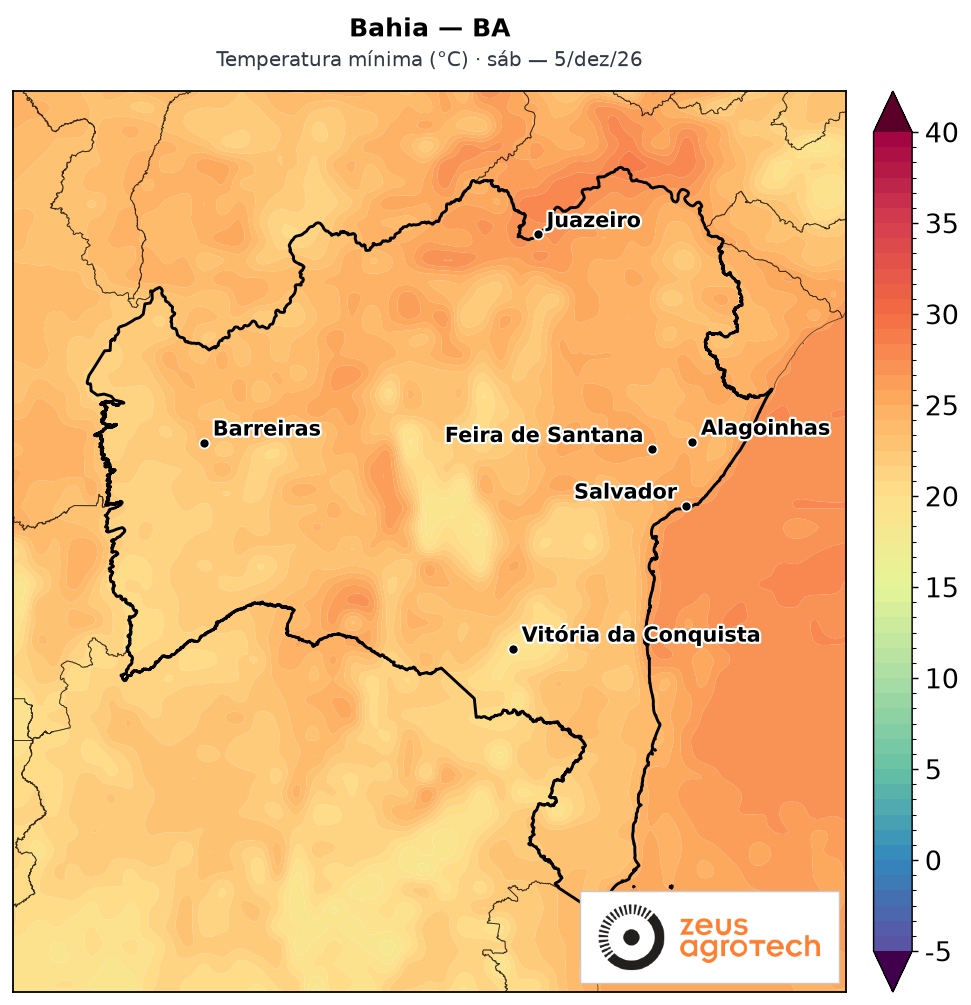 Bahia — BA
Temperatura mínima (°C) · sáb — 5/dez/26
40
35
30
25
20
15
10
5
0
-5
Juazeiro
Barreiras
Feira de Santana
Alagoinhas
Salvador
Vitória da Conquista
zeus
agrotech